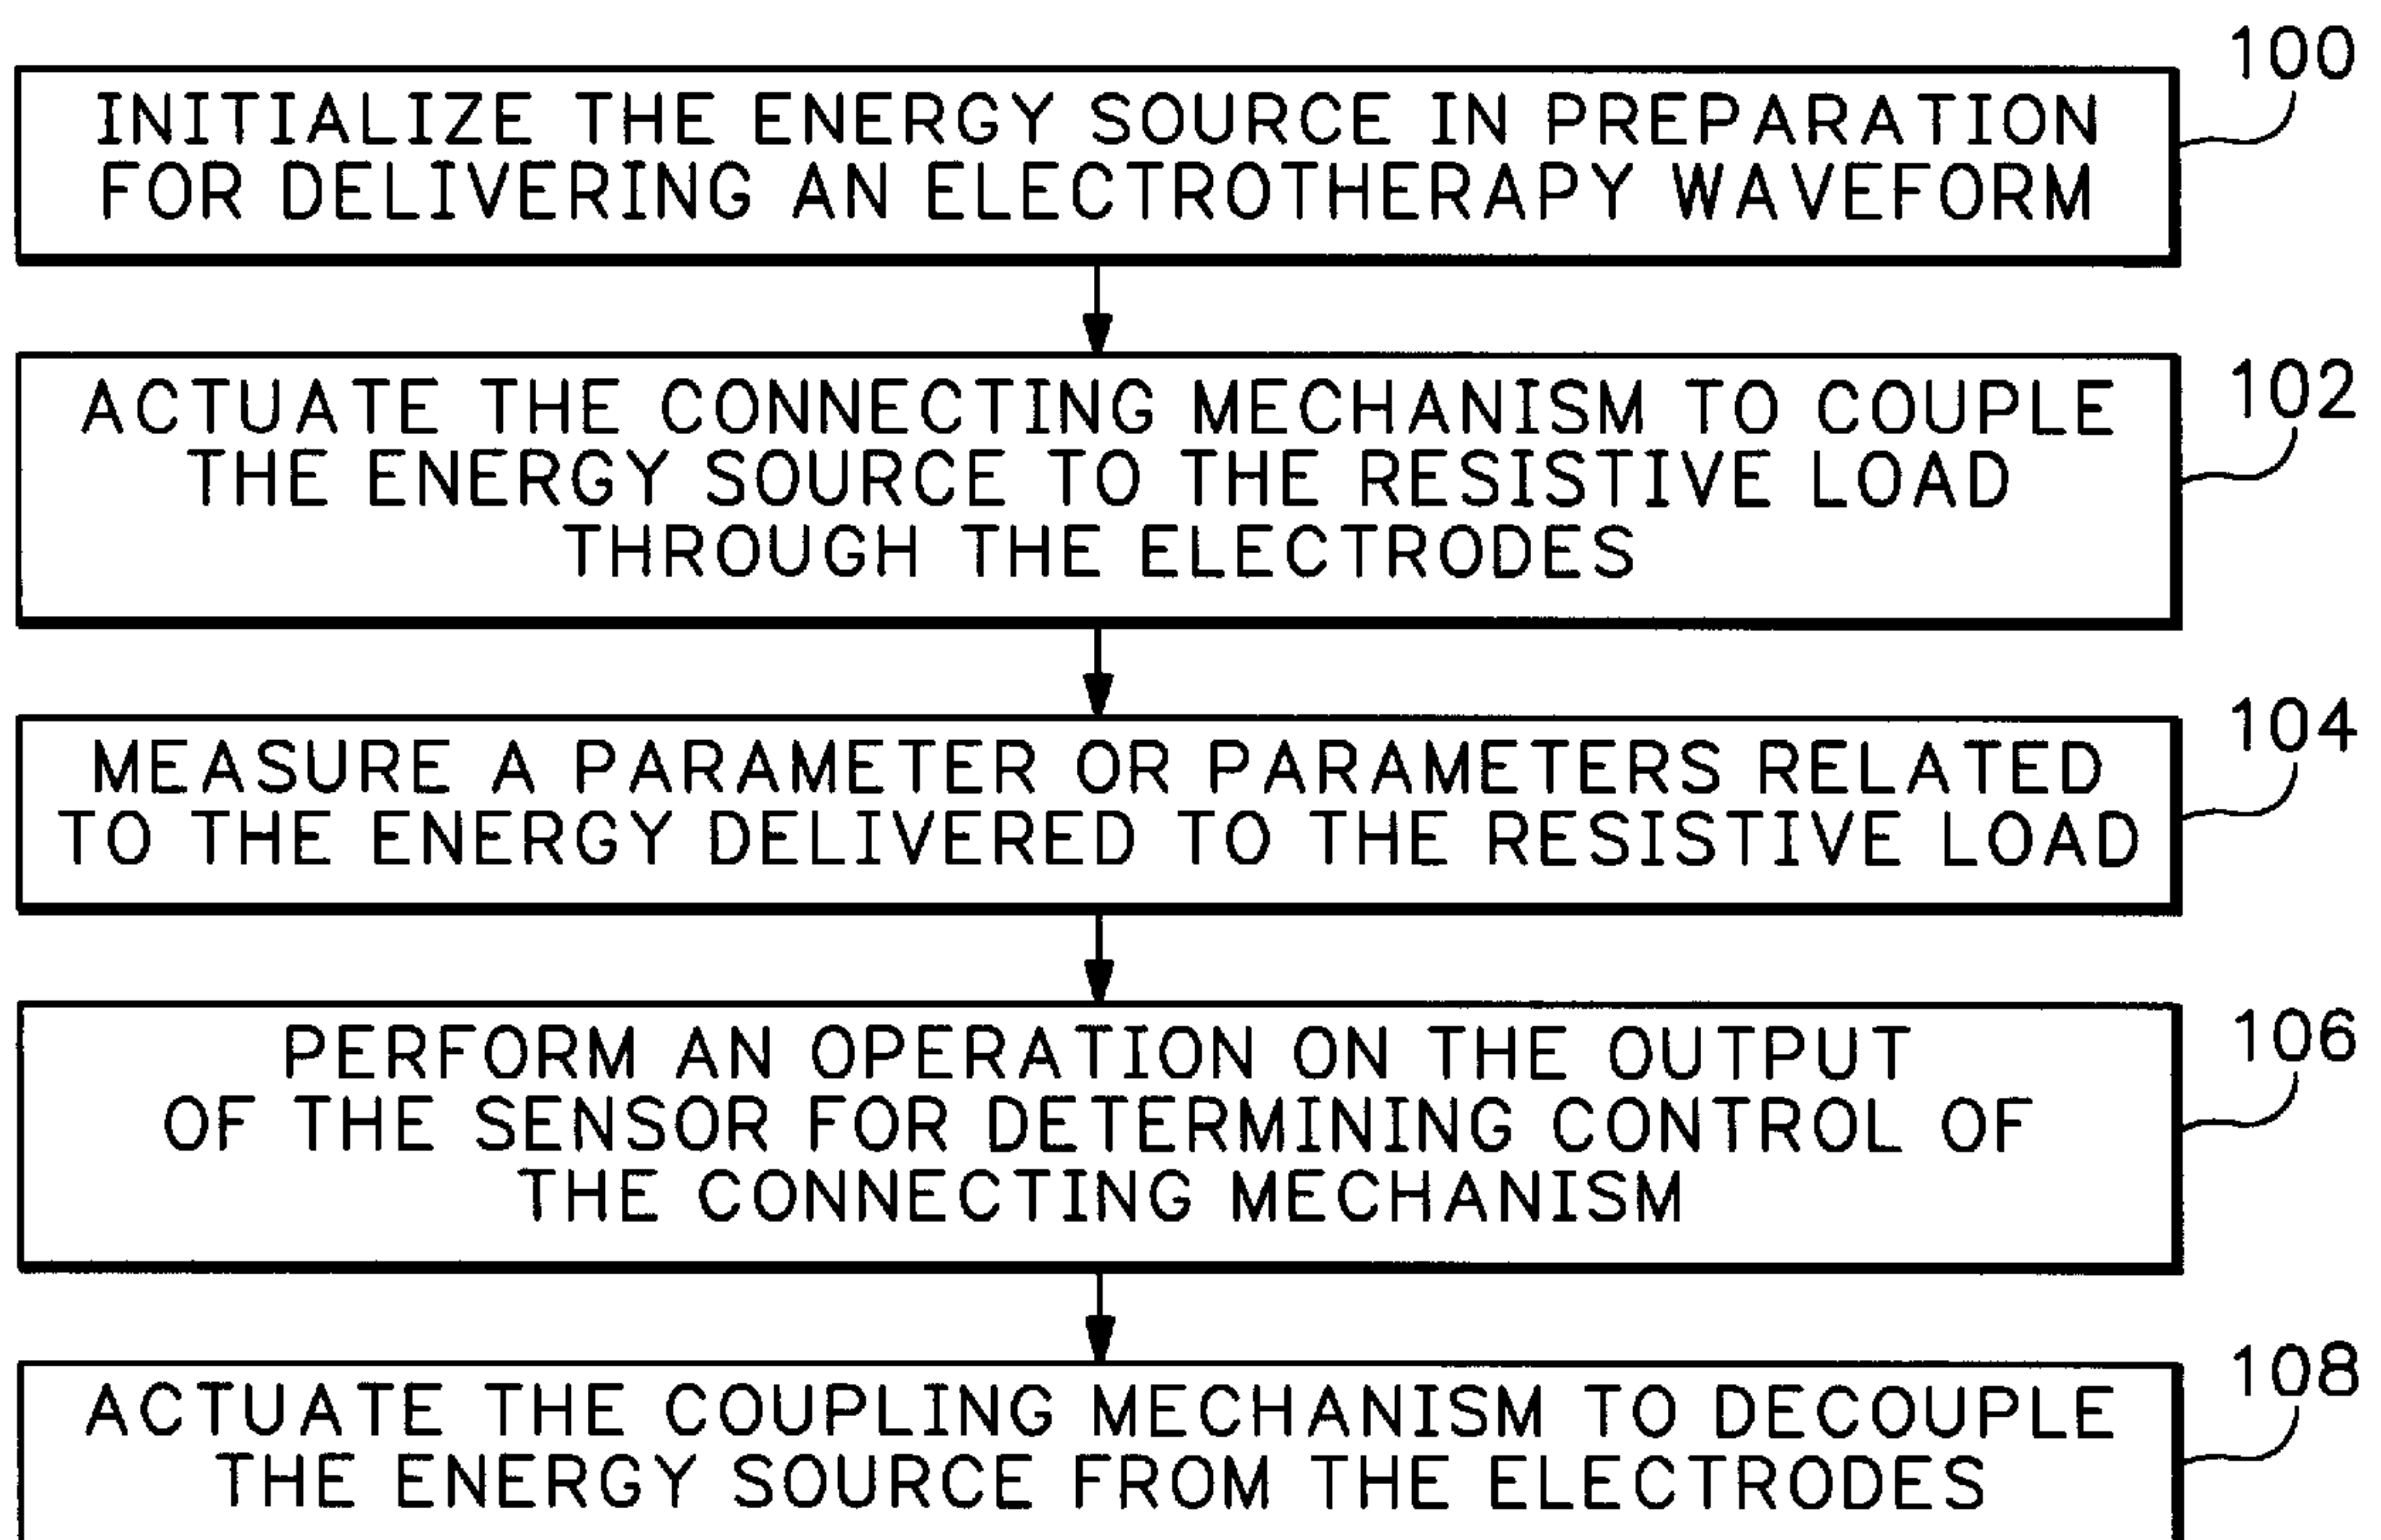 100
INITIALIZE THE ENERGY SOURCE IN PREPARATION
FOR DELIVERING AN ELECTROTHERAPY WAVEFORM
102
ACTUATE THE CONNECTING MECHANISM TO COUPLE
THE ENERGY SOURCE TO THE RESISTIVE LOAD
THROUGH THE ELECTRODES
104
MEASURE A PARAMETER OR PARAMETERS RELATED
TO THE ENERGY DELIVERED TO THE RESISTIVE LOAD
106
PERFORM AN OPERATION ON THE OUTPUT
OF THE SENSOR FOR DETERMINING CONTROL OF
THE CONNECTING MECHANISM
108
ACTUATE THE COUPLING MECHANISM TO DECOUPLE
THE ENERGY SOURCE FROM THE ELECTRODES